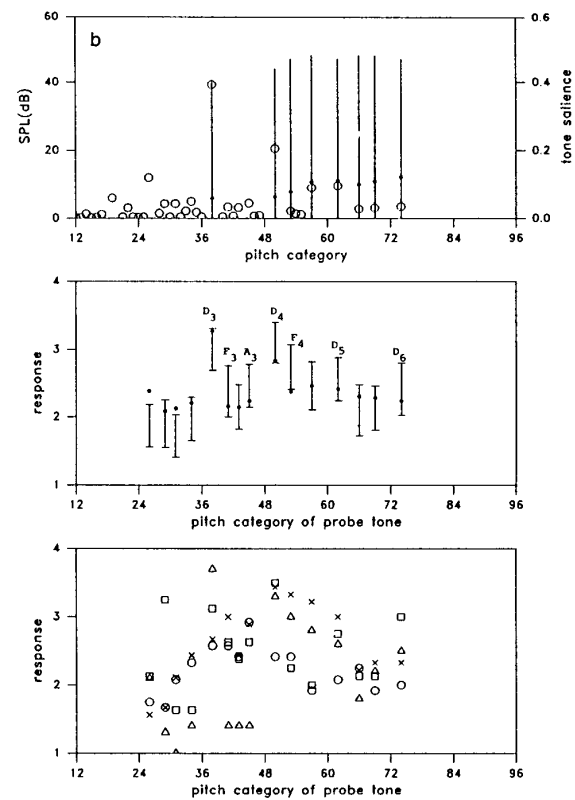 b
60
40
20
0
SPL(dB)
0.6
0.4
0.2
0.0
tone salience
12 24 36 48 60 72 84 96
pitch category
4
3
2
1
response
D3
F3
A3
D4
F4
D5
D6
12 24 36 48 60 72 84 96
pitch category of probe tone
4
3
2
1
response
12 24 36 48 60 72 84 96
pitch category of probe tone